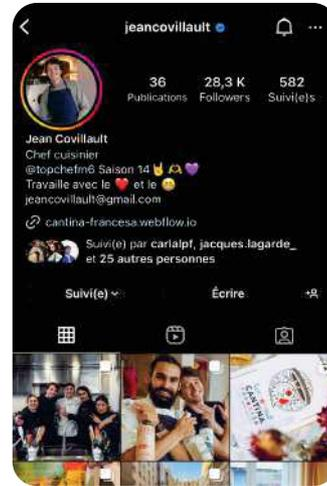 jeancovillault
36 28,3 K 582
Publications Followers Suivi(e)s
Jean Covillault
Chef cuisinier
@topchefm6 Saison 14 🤘 🫶 💜
Travaille avec le ❤️ et le 😋
jeancovillault@gmail.com
cantina-francesa.webflow.io
Suivi(e) par carlalpf, jacques.lagarde_
et 25 autres personnes
Suivi(e) Écrire
CANTINA